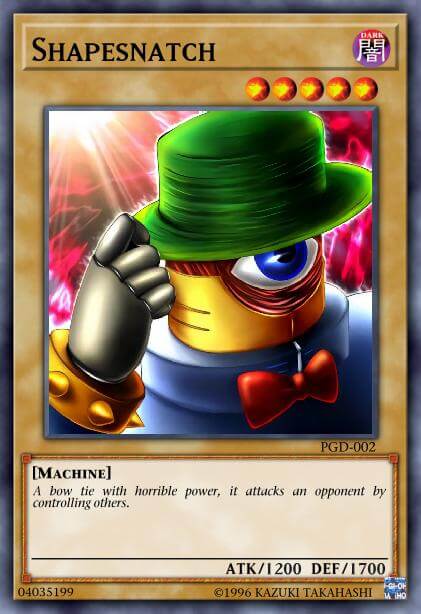 SHAPESNATCH
DARK
闇
PGD-002
[MACHINE]
A bow tie with horrible power, it attacks an opponent by
controlling others.
ATK/1200 DEF/1700
04035199
©1996 KAZUKI TAKAHASHI